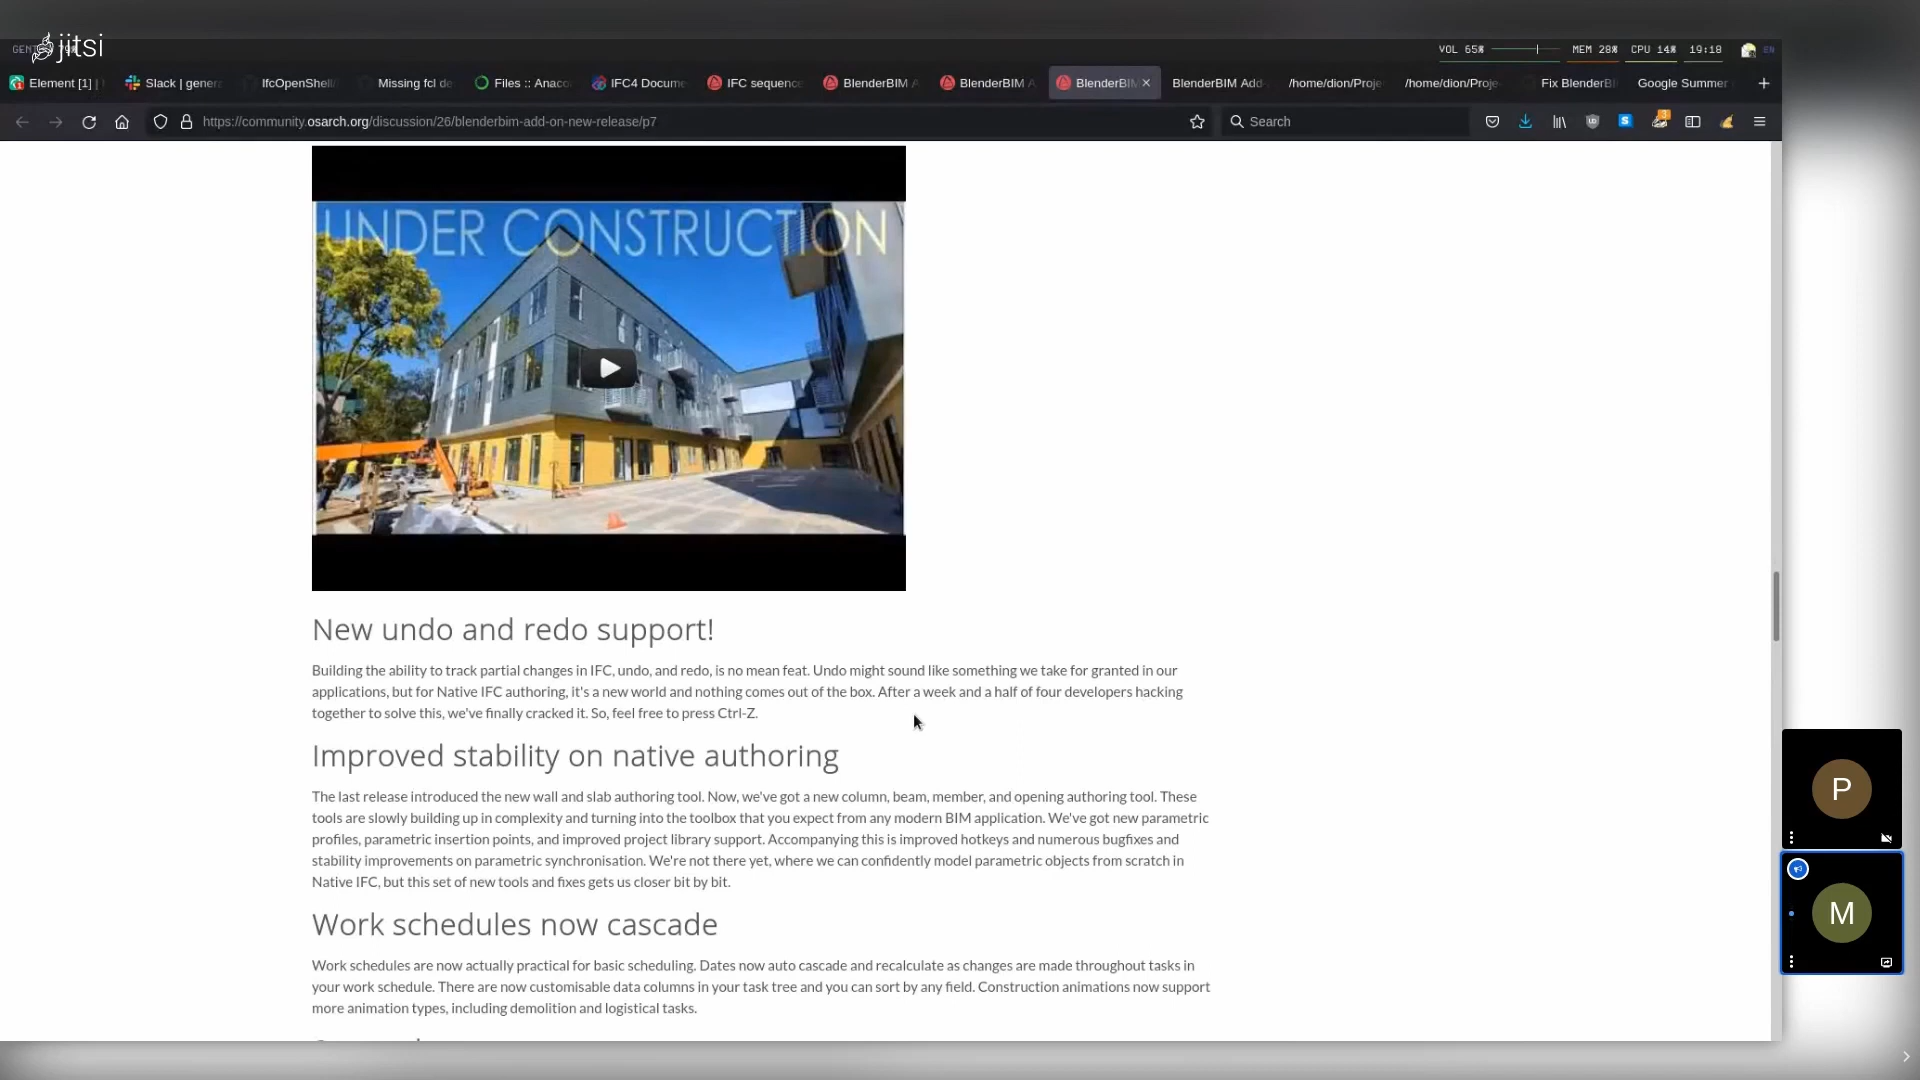 jitsi
VOL 65% MEM 28% CPU 14% 19:18 EN
Element [1] | Slack | gener IfcOpenShell/ Missing fcl de Files :: Anaco IFC4 Docume IFC sequence BlenderBIM A BlenderBIM A BlenderBIM BlenderBIM Add- /home/dion/Proje /home/dion/Proje Fix BlenderBI Google Summer
https://community.osarch.org/discussion/26/blenderbim-add-on-new-release/p7
Search
UNDER CONSTRUCTION
New undo and redo support!
Building the ability to track partial changes in IFC, undo, and redo, is no mean feat. Undo might sound like something we take for granted in our
applications, but for Native IFC authoring, it's a new world and nothing comes out of the box. After a week and a half of four developers hacking
together to solve this, we've finally cracked it. So, feel free to press Ctrl-Z.
Improved stability on native authoring
The last release introduced the new wall and slab authoring tool. Now, we've got a new column, beam, member, and opening authoring tool. These
tools are slowly building up in complexity and turning into the toolbox that you expect from any modern BIM application. We've got new parametric
profiles, parametric insertion points, and improved project library support. Accompanying this is improved hotkeys and numerous bugfixes and
stability improvements on parametric synchronisation. We're not there yet, where we can confidently model parametric objects from scratch in
Native IFC, but this set of new tools and fixes gets us closer bit by bit.
Work schedules now cascade
Work schedules are now actually practical for basic scheduling. Dates now auto cascade and recalculate as changes are made throughout tasks in
your work schedule. There are now customisable data columns in your task tree and you can sort by any field. Construction animations now support
more animation types, including demolition and logistical tasks.
P
M